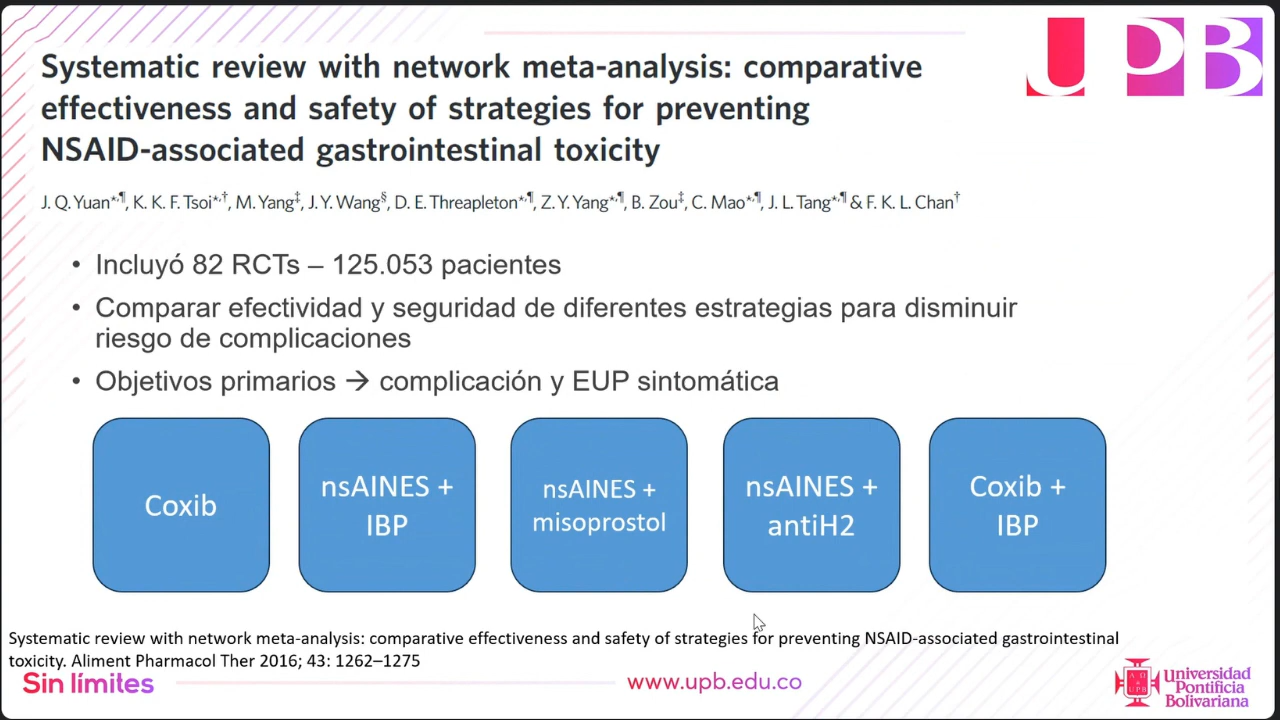 UPB
Systematic review with network meta-analysis: comparative
effectiveness and safety of strategies for preventing
NSAID-associated gastrointestinal toxicity
J. Q. Yuan*,¶, K. K. F. Tsoi*,†, M. Yang‡, J. Y. Wang§, D. E. Threapleton*,¶, Z. Y. Yang*,¶, B. Zou‡, C. Mao*,¶, J. L. Tang*,¶ & F. K. L. Chan†
• Incluyó 82 RCTs – 125.053 pacientes
• Comparar efectividad y seguridad de diferentes estrategias para disminuir
riesgo de complicaciones
• Objetivos primarios → complicación y EUP sintomática
Coxib
nsAINES +
IBP
nsAINES +
misoprostol
nsAINES +
antiH2
Coxib +
IBP
Systematic review with network meta-analysis: comparative effectiveness and safety of strategies for preventing NSAID-associated gastrointestinal
toxicity. Aliment Pharmacol Ther 2016; 43: 1262–1275
Sin límites
www.upb.edu.co
Universidad
Pontificia
Bolivariana